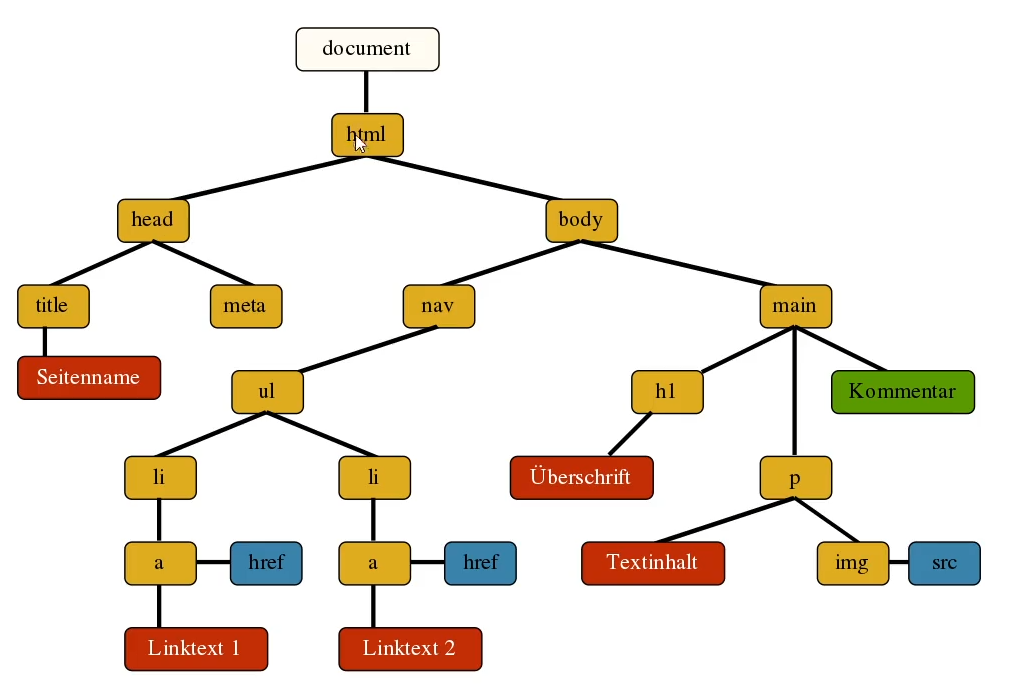 document
html
head
body
title
meta
nav
main
Seitenname
ul
h1
Kommentar
li
li
Überschrift
p
a
href
a
href
Textinhalt
img
src
Linktext 1
Linktext 2